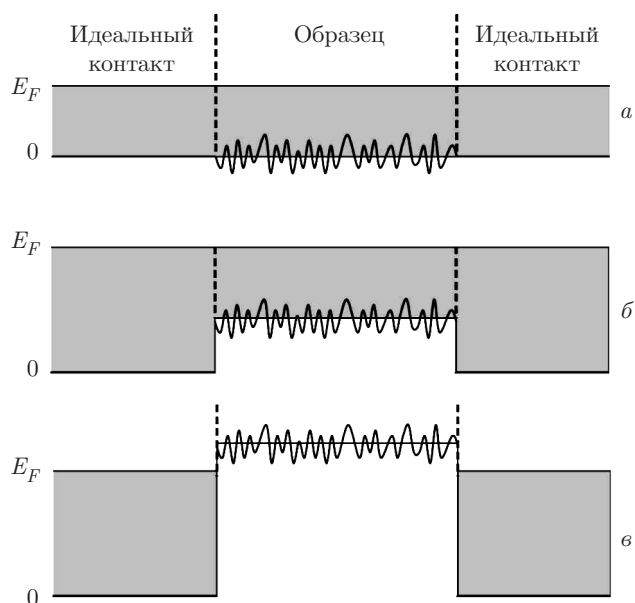 Идеальный контакт
Образец
Идеальный контакт
E_F
0
а
E_F
0
б
E_F
0
в